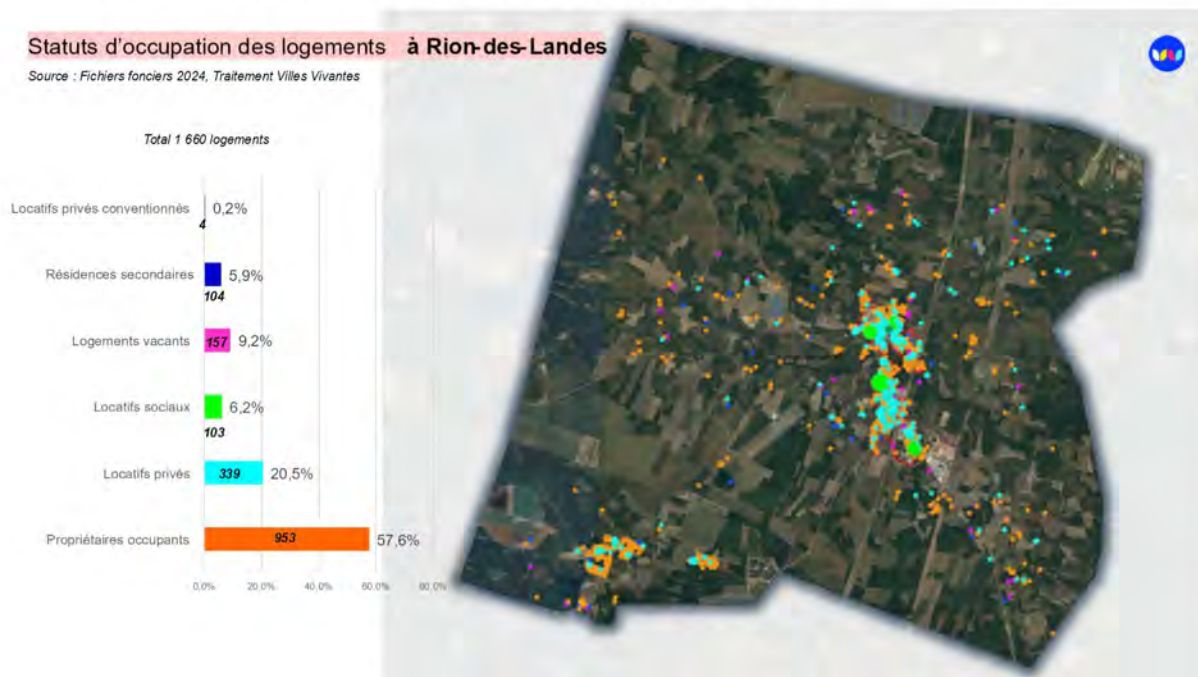 Statuts d'occupation des logements à Rion-des-Landes
Source : Fichiers fonciers 2024, Traitement Villes Vivantes
Total 1 660 logements
Locatifs privés conventionnés 0,2%
4
Résidences secondaires 5,9%
104
Logements vacants 157 9,2%
Locatifs sociaux 6,2%
103
Locatifs privés 339 20,5%
Propriétaires occupants 953 57,6%
0,0% 20,0% 40,0% 60,0% 80,0%